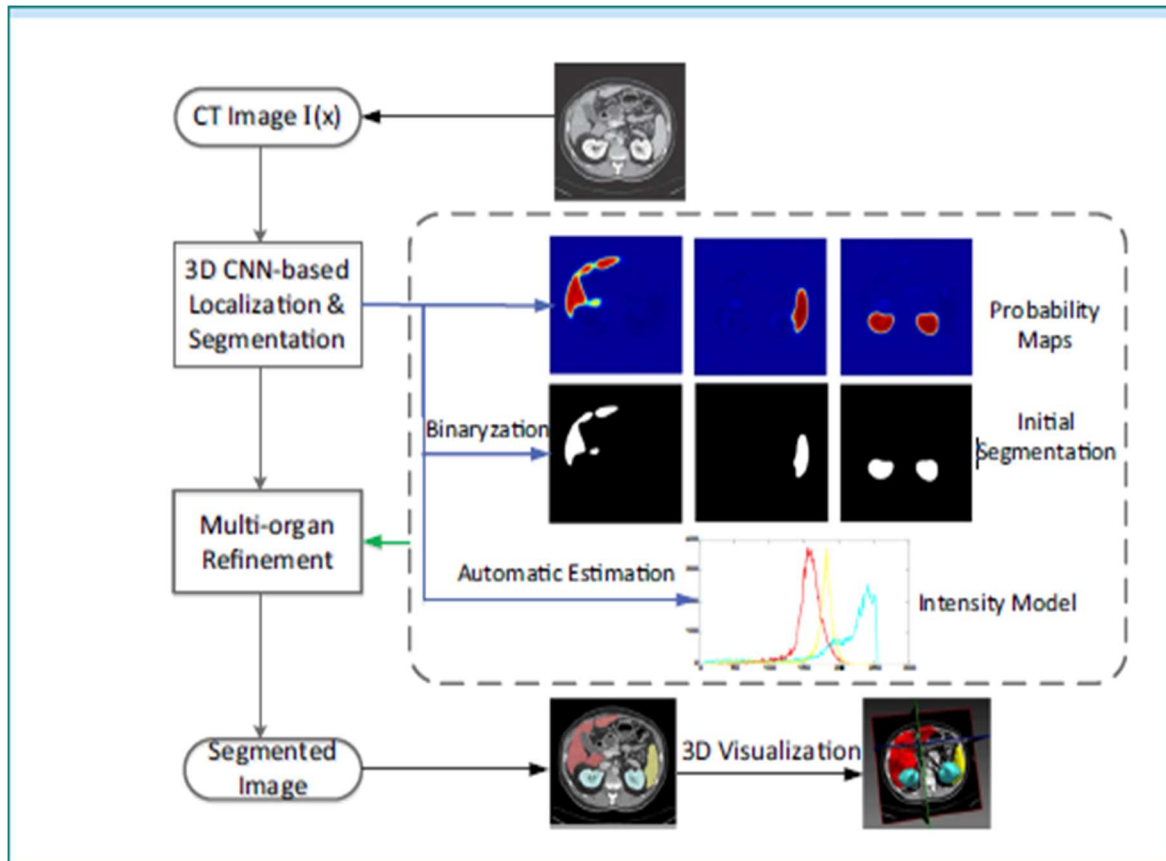 CT Image I(x)
3D CNN-based
Localization &
Segmentation
Probability
Maps
Binaryzation
Initial
Segmentation
Multi-organ
Refinement
Automatic Estimation
Intensity Model
Segmented
Image
3D Visualization